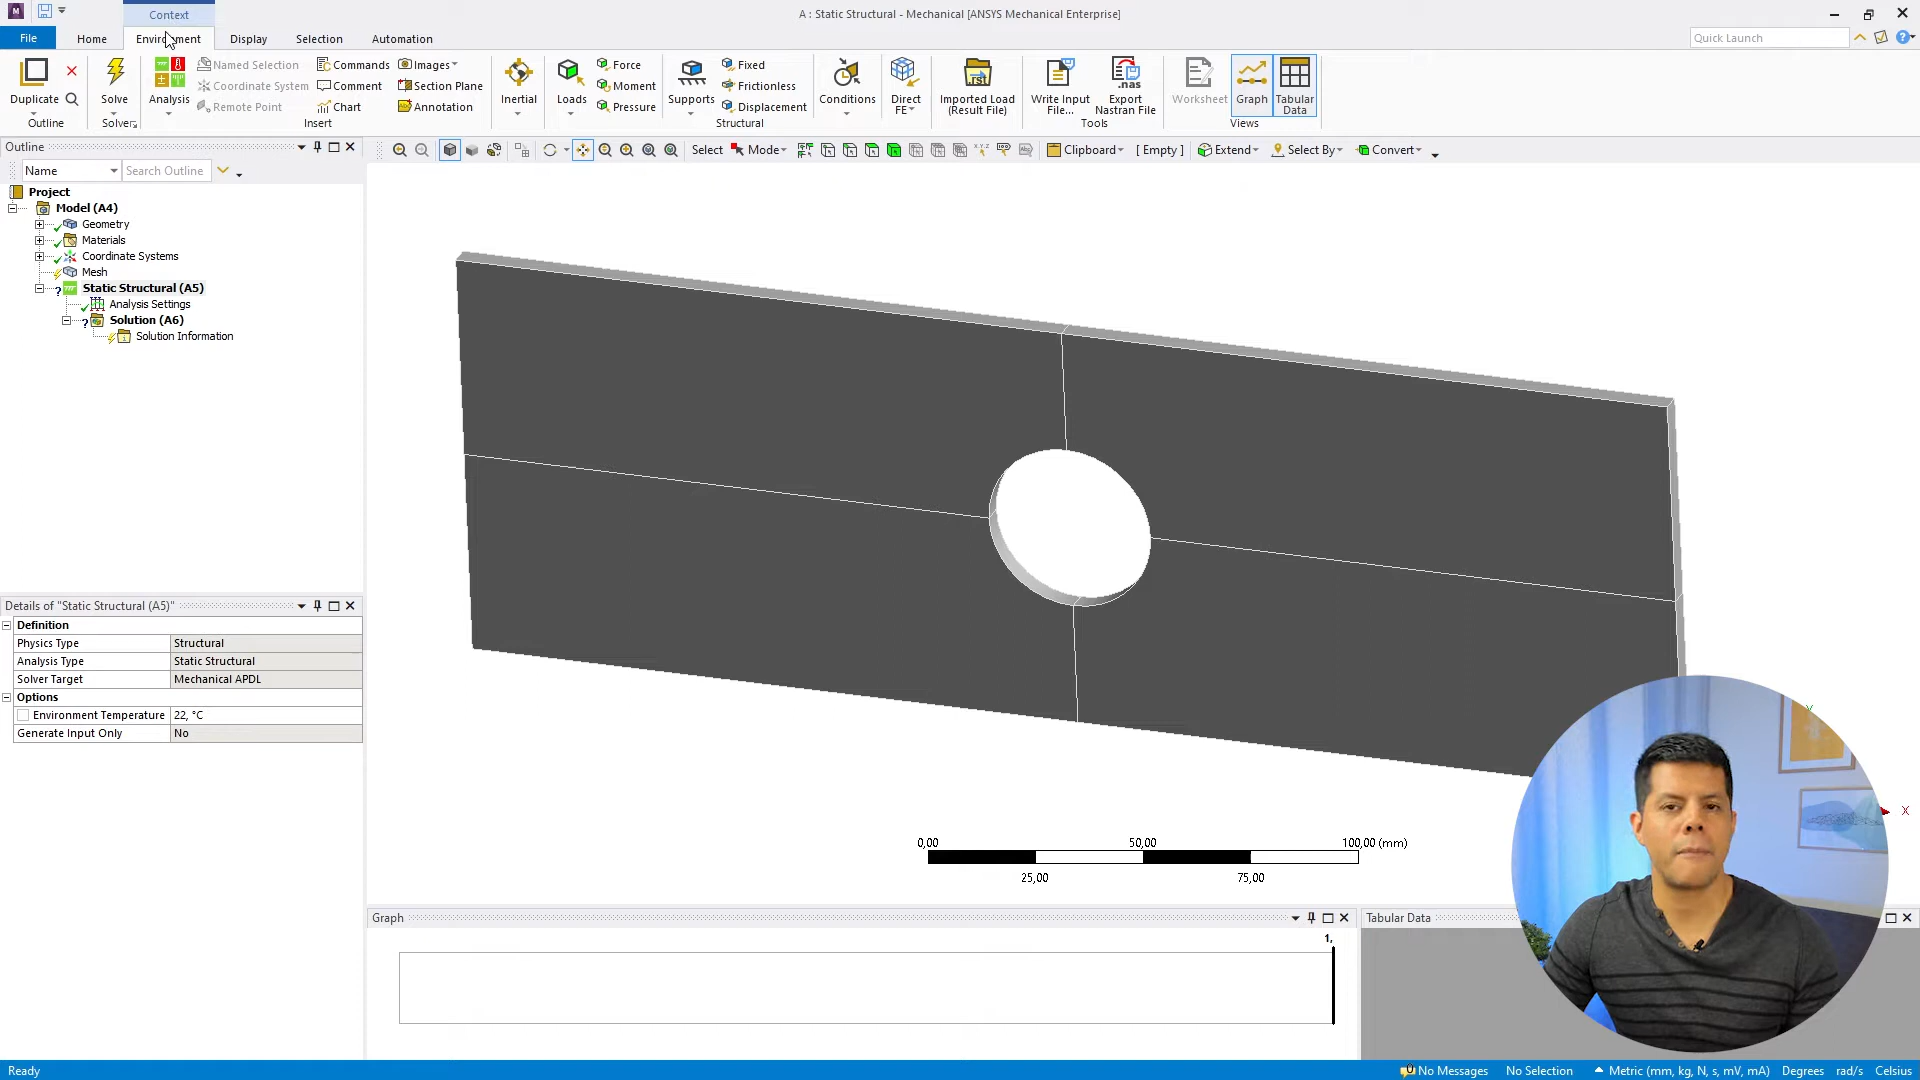 Context
A : Static Structural - Mechanical [ANSYS Mechanical Enterprise]
File Home Environment Display Selection Automation Quick Launch
Duplicate
Outline
Solve
Solver
Analysis
Named Selection Commands Images
Coordinate System Comment Section Plane
Remote Point Chart Annotation
Insert
Inertial
Loads
Force
Moment
Pressure
Supports
Fixed
Frictionless
Displacement
Structural
Conditions
Direct
FE
Imported Load
(Result File)
Write Input
File...
Export
Nastran File
Tools
.rst
.nas
Worksheet Graph Tabular
Data
Views
Outline
Select Mode Clipboard [ Empty ] Extend Select By Convert
Name Search Outline
Project
Model (A4)
Geometry
Materials
Coordinate Systems
Mesh
Static Structural (A5)
Analysis Settings
Solution (A6)
Solution Information
Details of "Static Structural (A5)"
Definition
Physics Type Structural
Analysis Type Static Structural
Solver Target Mechanical APDL
Options
Environment Temperature 22, °C
Generate Input Only No
Y
X
0,00 50,00 100,00 (mm)
25,00 75,00
Graph
1,
Tabular Data
Ready No Messages No Selection Metric (mm, kg, N, s, mV, mA) Degrees rad/s Celsius